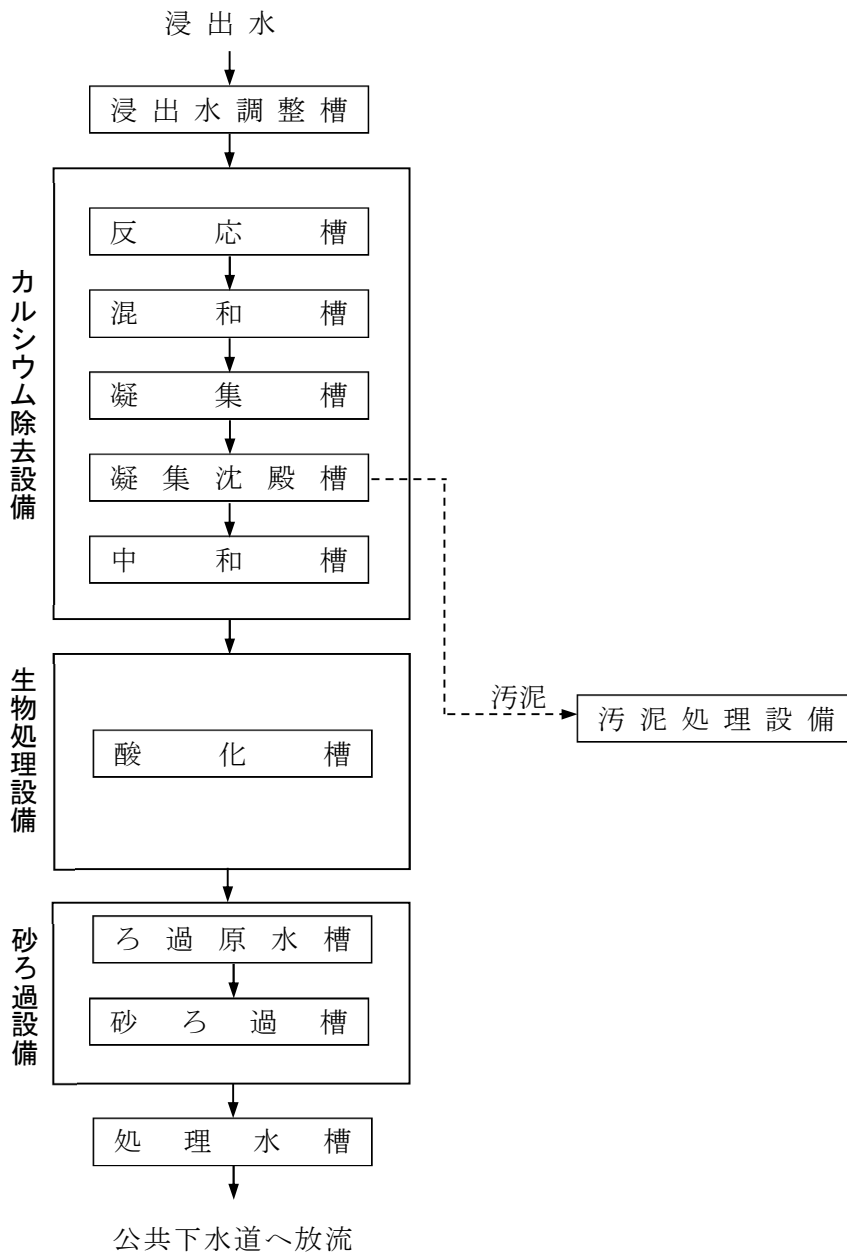 浸出水
浸出水調整槽
カルシウム除去設備
反応槽
混和槽
凝集槽
凝集沈殿槽
中和槽
生物処理設備
酸化槽
汚泥
汚泥処理設備
砂ろ過設備
ろ過原水槽
砂ろ過槽
処理水槽
公共下水道へ放流